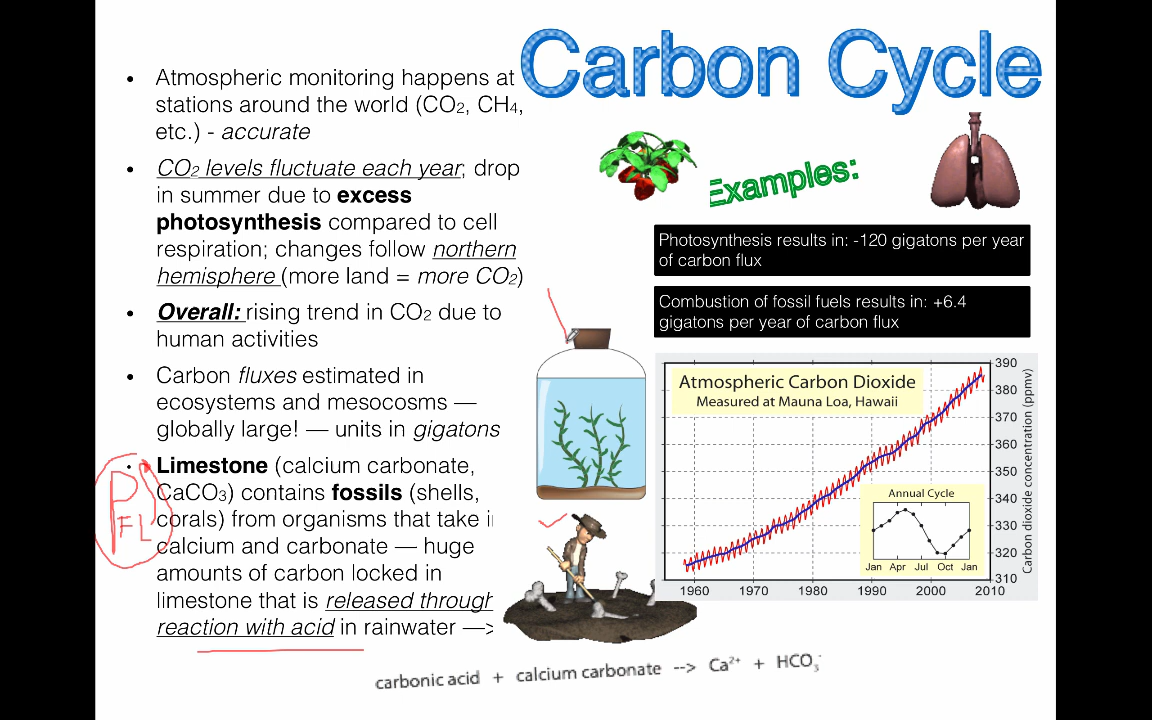 Carbon Cycle
• Atmospheric monitoring happens at
stations around the world (CO2, CH4,
etc.) - accurate
• CO2 levels fluctuate each year; drop
in summer due to excess
photosynthesis compared to cell
respiration; changes follow northern
hemisphere (more land = more CO2)
• Overall: rising trend in CO2 due to
human activities
• Carbon fluxes estimated in
ecosystems and mesocosms —
globally large! — units in gigatons
• Limestone (calcium carbonate,
CaCO3) contains fossils (shells,
corals) from organisms that take i
calcium and carbonate — huge
amounts of carbon locked in
limestone that is released through
reaction with acid in rainwater —>
P
FL
carbonic acid + calcium carbonate --> Ca2+ + HCO3-
Examples:
Photosynthesis results in: -120 gigatons per year
of carbon flux
Combustion of fossil fuels results in: +6.4
gigatons per year of carbon flux
Atmospheric Carbon Dioxide
Measured at Mauna Loa, Hawaii
390
380
370
360
350
340
330
320
310
Carbon dioxide concentration (ppmv)
Annual Cycle
Jan Apr Jul Oct Jan
1960 1970 1980 1990 2000 2010